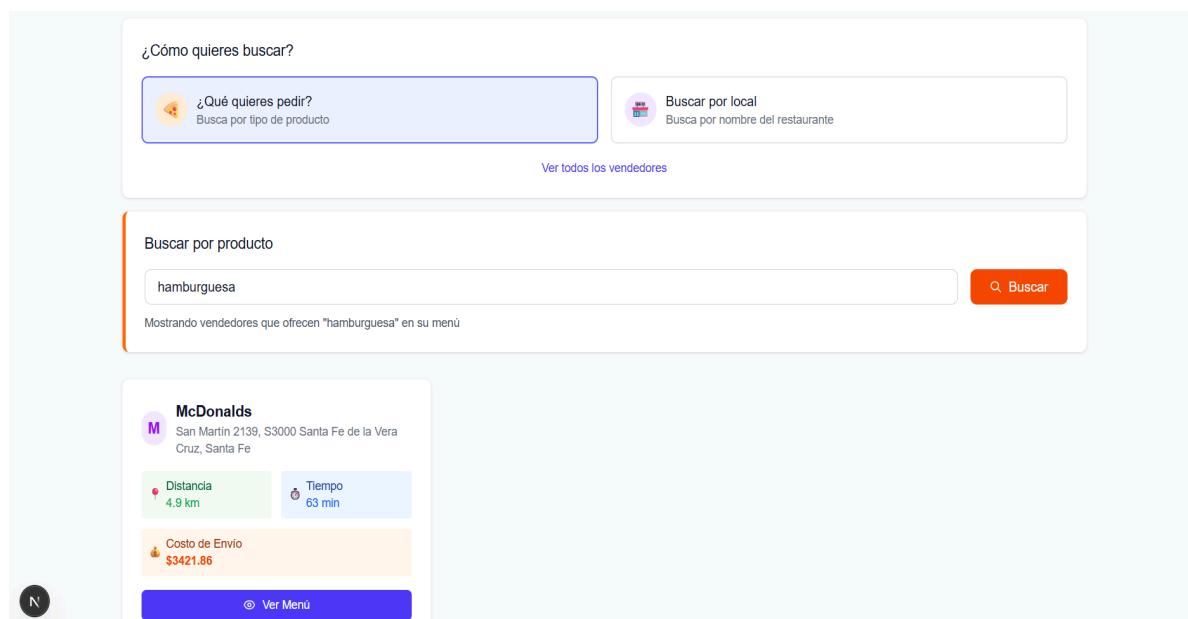 ¿Cómo quieres buscar?
¿Qué quieres pedir?
Busca por tipo de producto
Buscar por local
Busca por nombre del restaurante
Ver todos los vendedores
Buscar por producto
hamburguesa
Buscar
Mostrando vendedores que ofrecen "hamburguesa" en su menú
M
McDonalds
San Martín 2139, S3000 Santa Fe de la Vera
Cruz, Santa Fe
Distancia
4.9 km
Tiempo
63 min
Costo de Envío
$3421.86
Ver Menú
N